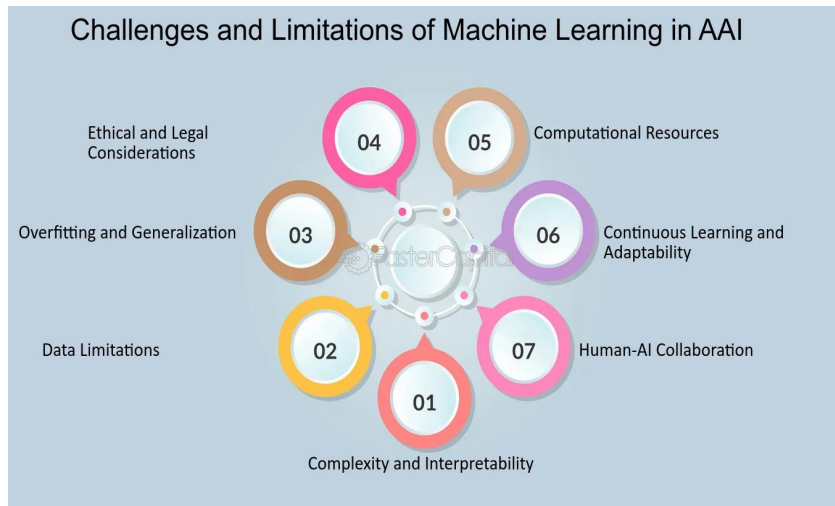 Challenges and Limitations of Machine Learning in AAI
04
Ethical and Legal
Considerations
05
Computational Resources
03
Overfitting and Generalization
06
Continuous Learning and
Adaptability
FasterCapital
02
Data Limitations
07
Human-AI Collaboration
01
Complexity and Interpretability